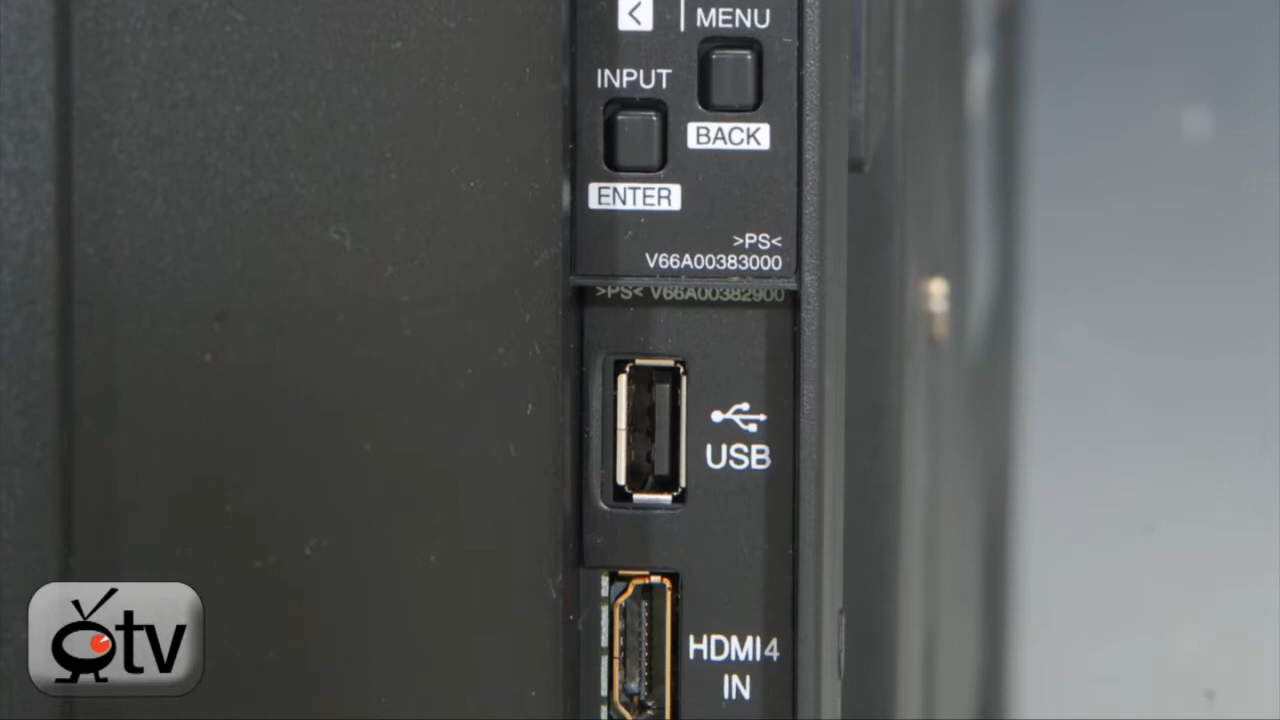 MENU
INPUT
BACK
ENTER
>PS<
V66A00383000
>PS< V66A00382900
USB
HDMI4
IN
tv